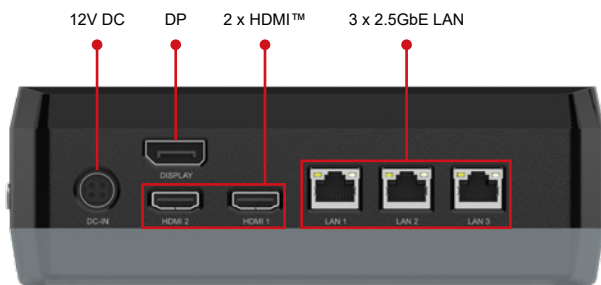 12V DC
DP
2 x HDMI™
3 x 2.5GbE LAN
DISPLAY
DC-IN
HDMI 2
HDMI 1
LAN 1
LAN 2
LAN 3